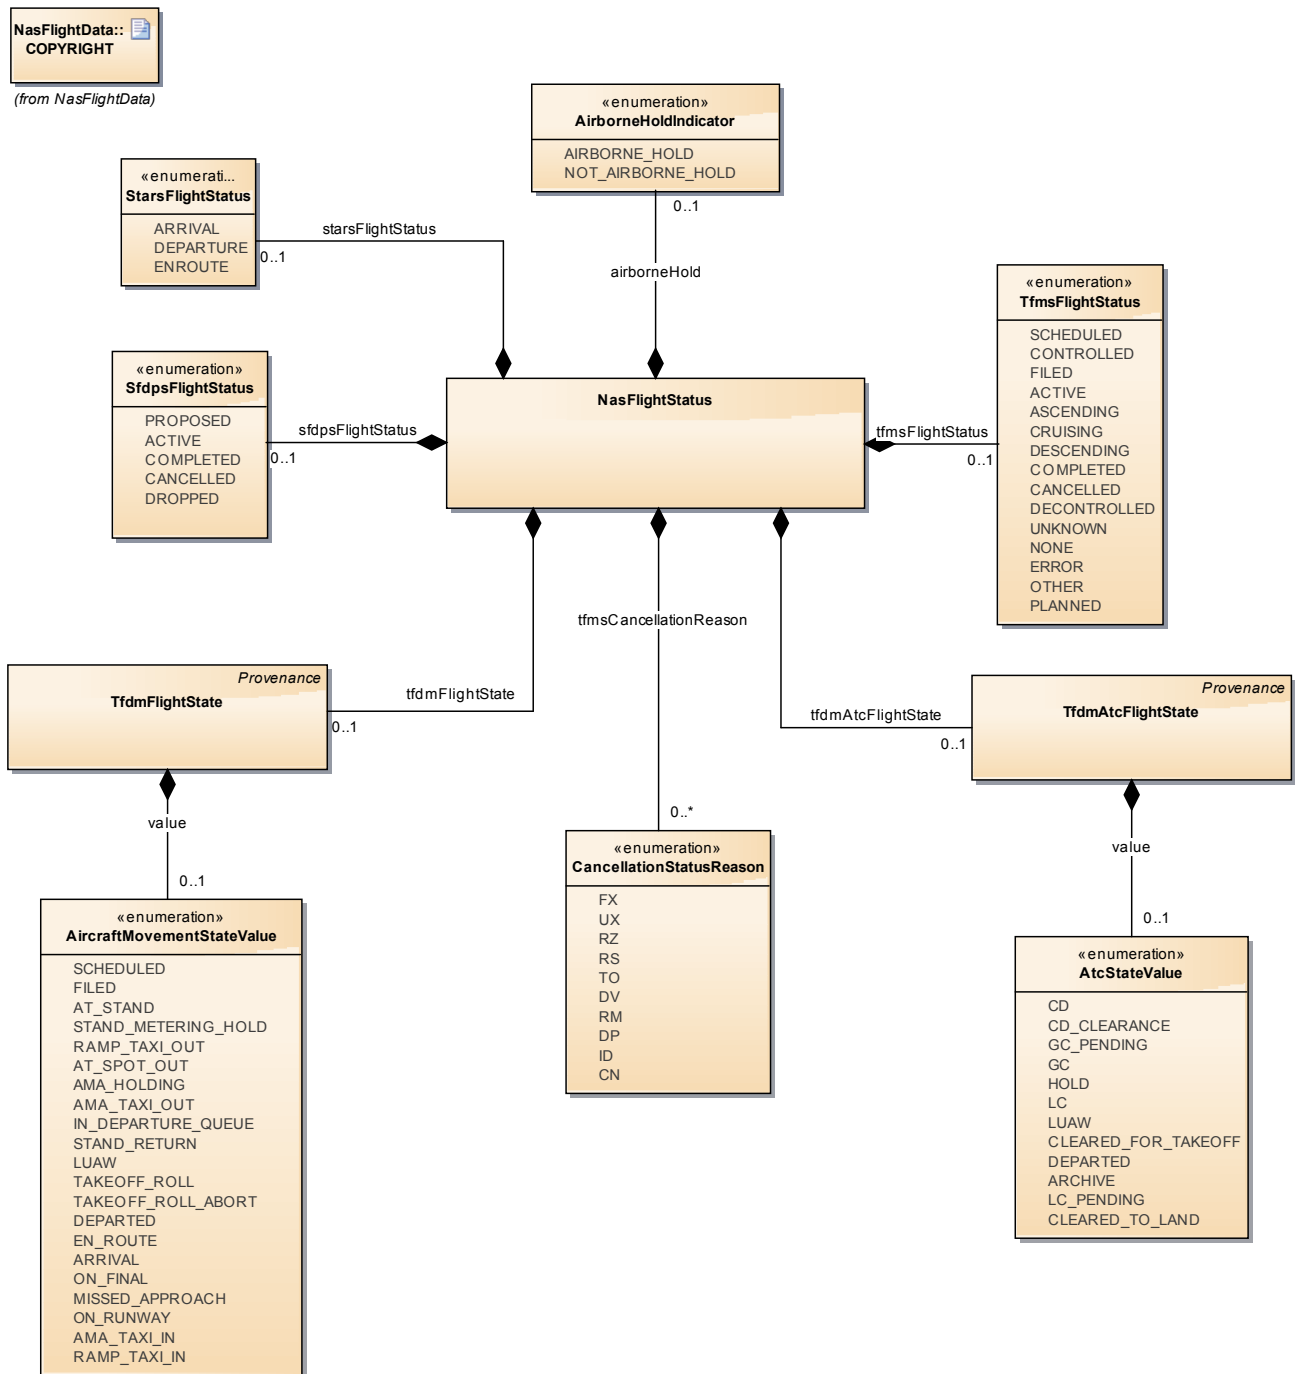 NasFlightData::
COPYRIGHT
(from NasFlightData)
«enumeration»
AirborneHoldIndicator
AIRBORNE_HOLD
NOT_AIRBORNE_HOLD
0..1
airborneHold
«enumerati...
StarsFlightStatus
ARRIVAL
DEPARTURE
ENROUTE
starsFlightStatus
0..1
«enumeration»
TfmsFlightStatus
SCHEDULED
CONTROLLED
FILED
ACTIVE
ASCENDING
CRUISING
DESCENDING
COMPLETED
CANCELLED
DECONTROLLED
UNKNOWN
NONE
ERROR
OTHER
PLANNED
«enumeration»
SfdpsFlightStatus
PROPOSED
ACTIVE
COMPLETED
CANCELLED
DROPPED
sfdpsFlightStatus
0..1
NasFlightStatus
tfmsFlightStatus
0..1
tfmsCancellationReason
0..*
Provenance
TfdmFlightState
tfdmFlightState
0..1
value
0..1
tfdmAtcFlightState
0..1
Provenance
TfdmAtcFlightState
value
0..1
«enumeration»
CancellationStatusReason
FX
UX
RZ
RS
TO
DV
RM
DP
ID
CN
«enumeration»
AircraftMovementStateValue
SCHEDULED
FILED
AT_STAND
STAND_METERING_HOLD
RAMP_TAXI_OUT
AT_SPOT_OUT
AMA_HOLDING
AMA_TAXI_OUT
IN_DEPARTURE_QUEUE
STAND_RETURN
LUAW
TAKEOFF_ROLL
TAKEOFF_ROLL_ABORT
DEPARTED
EN_ROUTE
ARRIVAL
ON_FINAL
MISSED_APPROACH
ON_RUNWAY
AMA_TAXI_IN
RAMP_TAXI_IN
«enumeration»
AtcStateValue
CD
CD_CLEARANCE
GC_PENDING
GC
HOLD
LC
LUAW
CLEARED_FOR_TAKEOFF
DEPARTED
ARCHIVE
LC_PENDING
CLEARED_TO_LAND